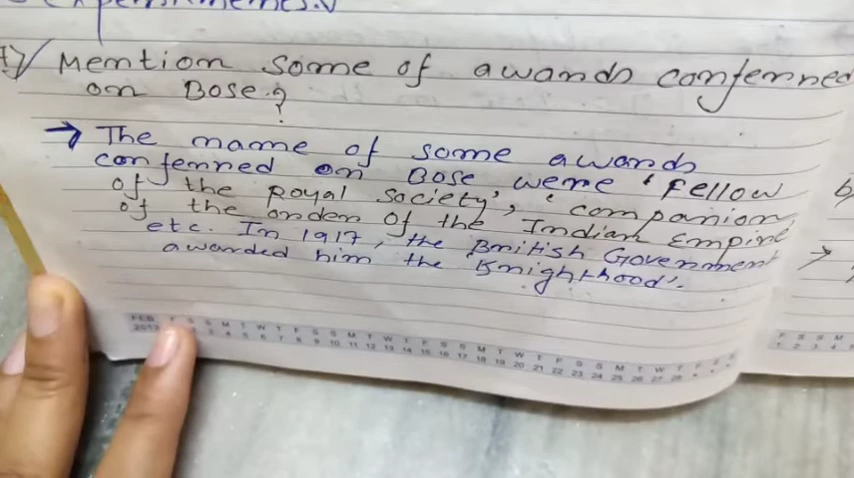 Mention some of awards conferred
on Bose?
→ The name of some awards
conferred on Bose were 'Fellow
of the Royal Society', 'companion
of the order of the Indian Empire
etc. In 1917, the British Government
awarded him the Knighthood'.
FEB